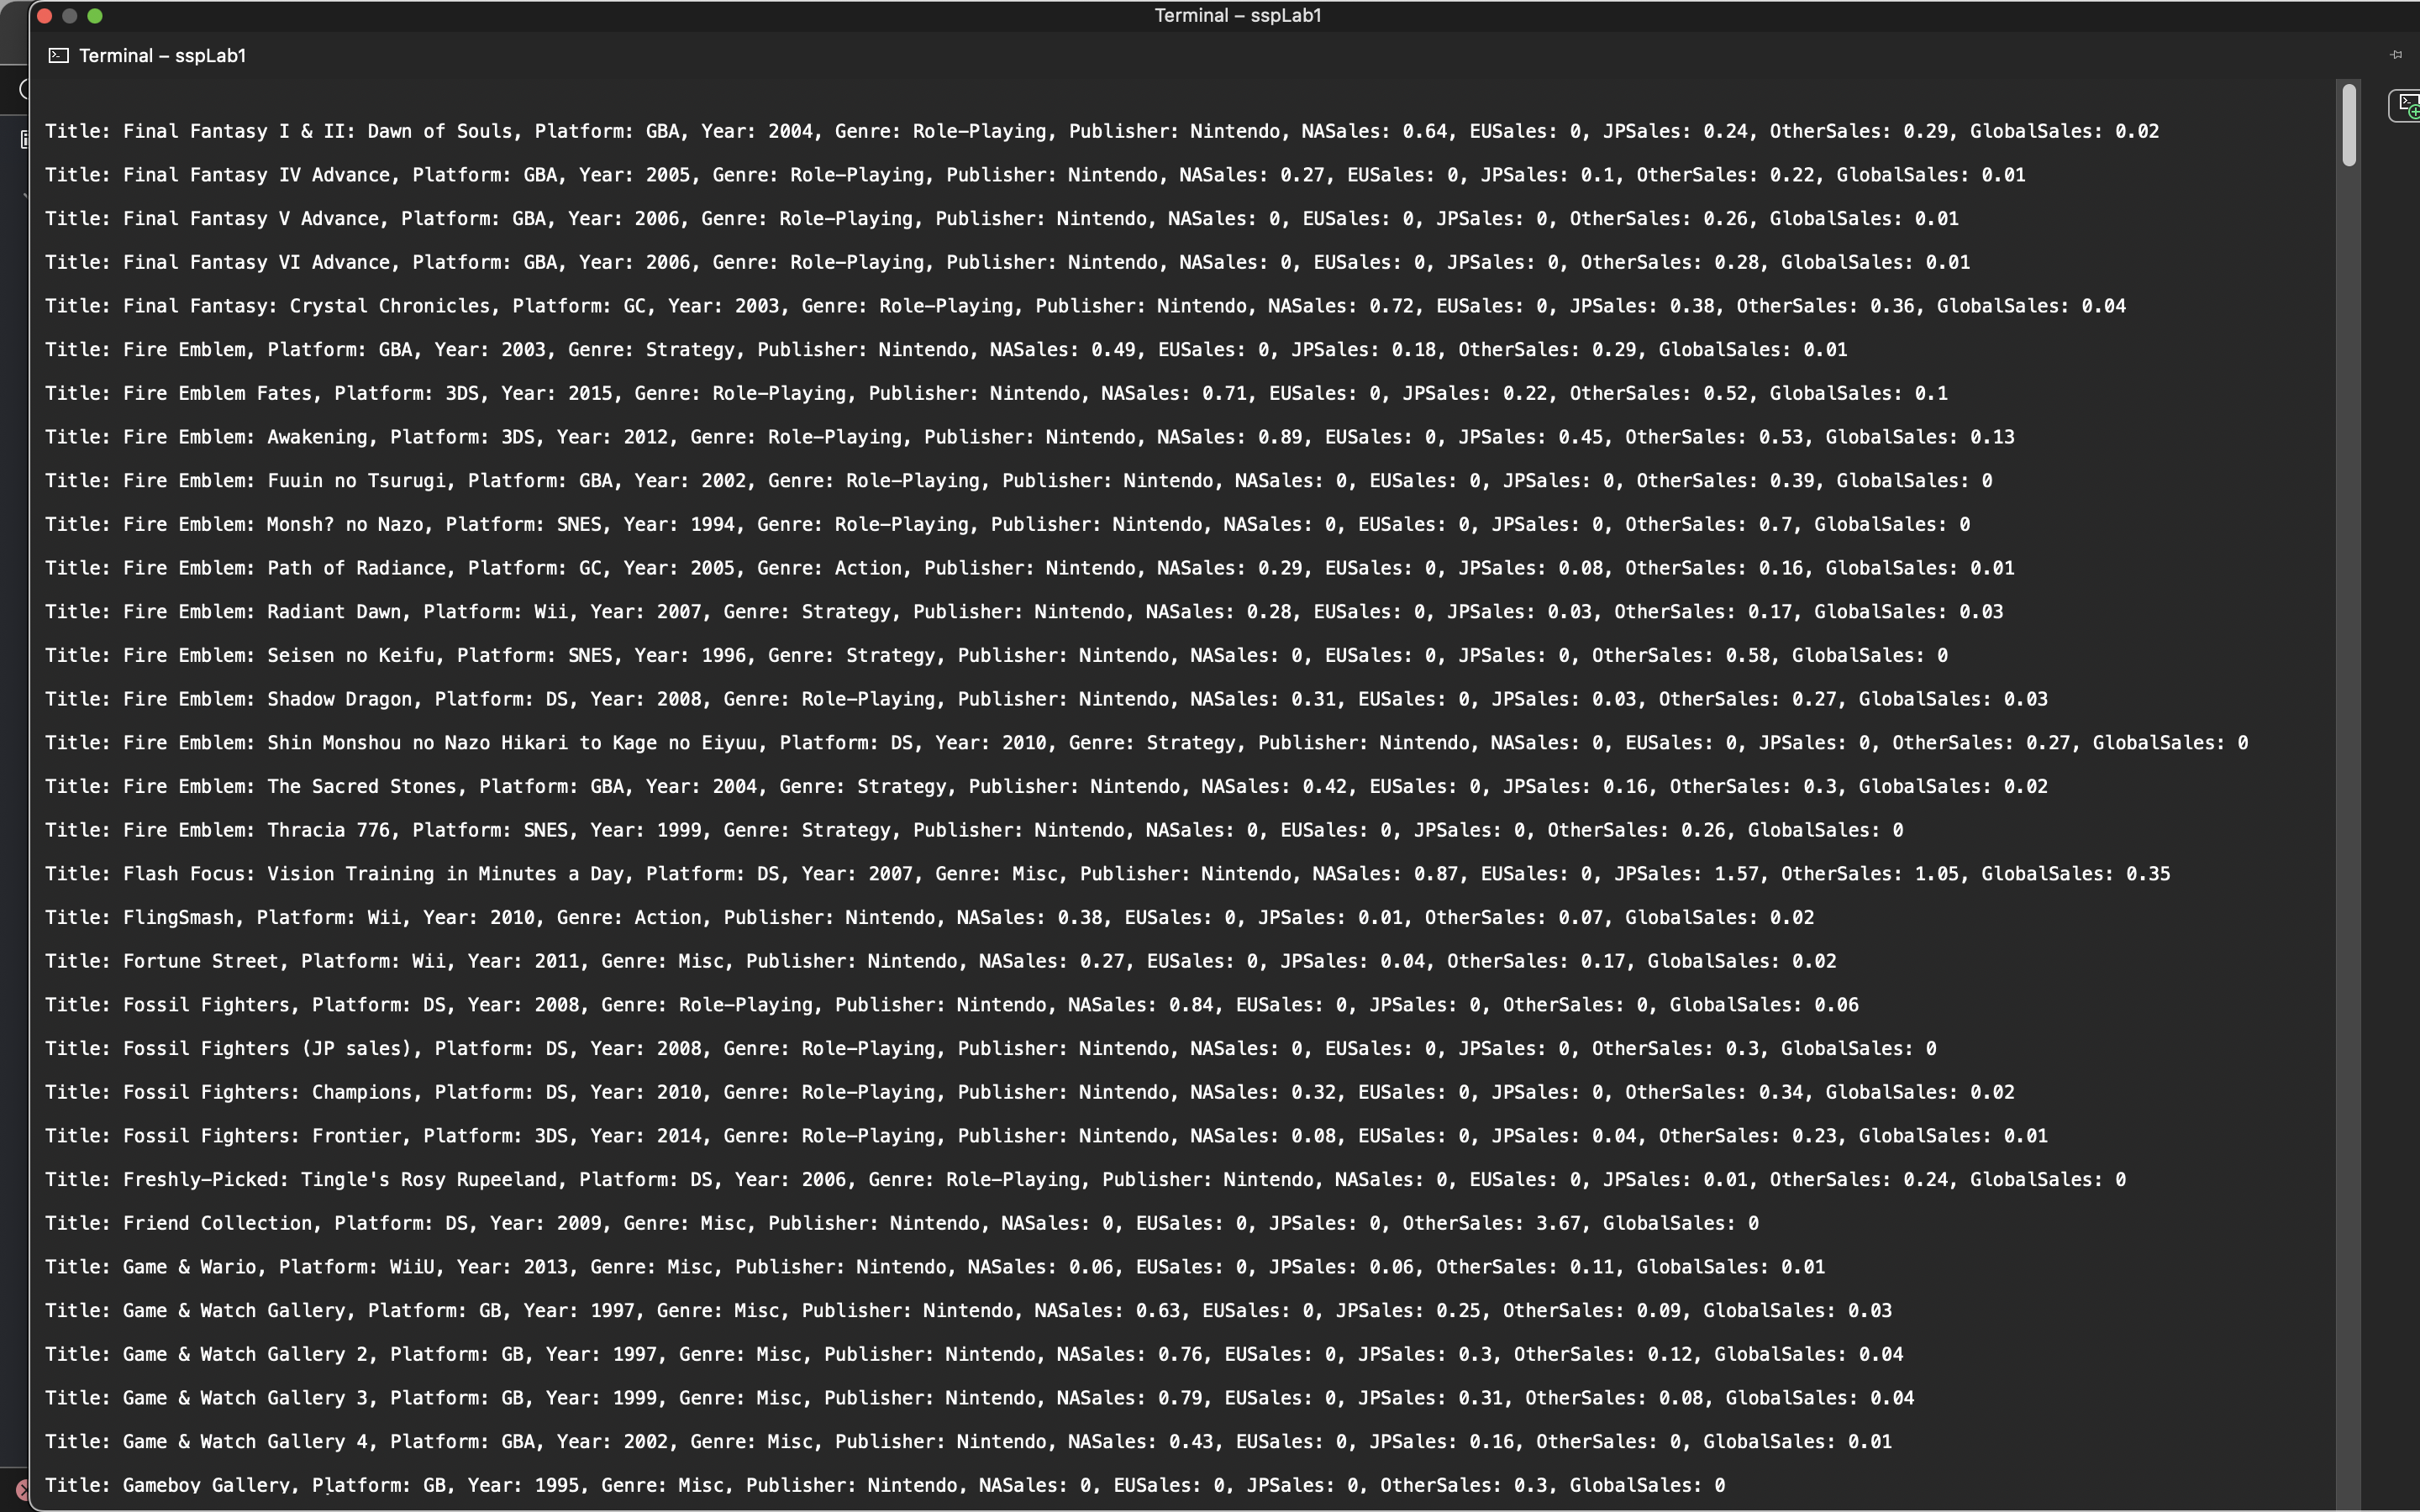 Terminal – sspLab1
Terminal – sspLab1
Title: Final Fantasy I & II: Dawn of Souls, Platform: GBA, Year: 2004, Genre: Role-Playing, Publisher: Nintendo, NASales: 0.64, EUSales: 0, JPSales: 0.24, OtherSales: 0.29, GlobalSales: 0.02
Title: Final Fantasy IV Advance, Platform: GBA, Year: 2005, Genre: Role-Playing, Publisher: Nintendo, NASales: 0.27, EUSales: 0, JPSales: 0.1, OtherSales: 0.22, GlobalSales: 0.01
Title: Final Fantasy V Advance, Platform: GBA, Year: 2006, Genre: Role-Playing, Publisher: Nintendo, NASales: 0, EUSales: 0, JPSales: 0, OtherSales: 0.26, GlobalSales: 0.01
Title: Final Fantasy VI Advance, Platform: GBA, Year: 2006, Genre: Role-Playing, Publisher: Nintendo, NASales: 0, EUSales: 0, JPSales: 0, OtherSales: 0.28, GlobalSales: 0.01
Title: Final Fantasy: Crystal Chronicles, Platform: GC, Year: 2003, Genre: Role-Playing, Publisher: Nintendo, NASales: 0.72, EUSales: 0, JPSales: 0.38, OtherSales: 0.36, GlobalSales: 0.04
Title: Fire Emblem, Platform: GBA, Year: 2003, Genre: Strategy, Publisher: Nintendo, NASales: 0.49, EUSales: 0, JPSales: 0.18, OtherSales: 0.29, GlobalSales: 0.01
Title: Fire Emblem Fates, Platform: 3DS, Year: 2015, Genre: Role-Playing, Publisher: Nintendo, NASales: 0.71, EUSales: 0, JPSales: 0.22, OtherSales: 0.52, GlobalSales: 0.1
Title: Fire Emblem: Awakening, Platform: 3DS, Year: 2012, Genre: Role-Playing, Publisher: Nintendo, NASales: 0.89, EUSales: 0, JPSales: 0.45, OtherSales: 0.53, GlobalSales: 0.13
Title: Fire Emblem: Fuuin no Tsurugi, Platform: GBA, Year: 2002, Genre: Role-Playing, Publisher: Nintendo, NASales: 0, EUSales: 0, JPSales: 0, OtherSales: 0.39, GlobalSales: 0
Title: Fire Emblem: Monsh? no Nazo, Platform: SNES, Year: 1994, Genre: Role-Playing, Publisher: Nintendo, NASales: 0, EUSales: 0, JPSales: 0, OtherSales: 0.7, GlobalSales: 0
Title: Fire Emblem: Path of Radiance, Platform: GC, Year: 2005, Genre: Action, Publisher: Nintendo, NASales: 0.29, EUSales: 0, JPSales: 0.08, OtherSales: 0.16, GlobalSales: 0.01
Title: Fire Emblem: Radiant Dawn, Platform: Wii, Year: 2007, Genre: Strategy, Publisher: Nintendo, NASales: 0.28, EUSales: 0, JPSales: 0.03, OtherSales: 0.17, GlobalSales: 0.03
Title: Fire Emblem: Seisen no Keifu, Platform: SNES, Year: 1996, Genre: Strategy, Publisher: Nintendo, NASales: 0, EUSales: 0, JPSales: 0, OtherSales: 0.58, GlobalSales: 0
Title: Fire Emblem: Shadow Dragon, Platform: DS, Year: 2008, Genre: Role-Playing, Publisher: Nintendo, NASales: 0.31, EUSales: 0, JPSales: 0.03, OtherSales: 0.27, GlobalSales: 0.03
Title: Fire Emblem: Shin Monshou no Nazo Hikari to Kage no Eiyuu, Platform: DS, Year: 2010, Genre: Strategy, Publisher: Nintendo, NASales: 0, EUSales: 0, JPSales: 0, OtherSales: 0.27, GlobalSales: 0
Title: Fire Emblem: The Sacred Stones, Platform: GBA, Year: 2004, Genre: Strategy, Publisher: Nintendo, NASales: 0.42, EUSales: 0, JPSales: 0.16, OtherSales: 0.3, GlobalSales: 0.02
Title: Fire Emblem: Thracia 776, Platform: SNES, Year: 1999, Genre: Strategy, Publisher: Nintendo, NASales: 0, EUSales: 0, JPSales: 0, OtherSales: 0.26, GlobalSales: 0
Title: Flash Focus: Vision Training in Minutes a Day, Platform: DS, Year: 2007, Genre: Misc, Publisher: Nintendo, NASales: 0.87, EUSales: 0, JPSales: 1.57, OtherSales: 1.05, GlobalSales: 0.35
Title: FlingSmash, Platform: Wii, Year: 2010, Genre: Action, Publisher: Nintendo, NASales: 0.38, EUSales: 0, JPSales: 0.01, OtherSales: 0.07, GlobalSales: 0.02
Title: Fortune Street, Platform: Wii, Year: 2011, Genre: Misc, Publisher: Nintendo, NASales: 0.27, EUSales: 0, JPSales: 0.04, OtherSales: 0.17, GlobalSales: 0.02
Title: Fossil Fighters, Platform: DS, Year: 2008, Genre: Role-Playing, Publisher: Nintendo, NASales: 0.84, EUSales: 0, JPSales: 0, OtherSales: 0, GlobalSales: 0.06
Title: Fossil Fighters (JP sales), Platform: DS, Year: 2008, Genre: Role-Playing, Publisher: Nintendo, NASales: 0, EUSales: 0, JPSales: 0, OtherSales: 0.3, GlobalSales: 0
Title: Fossil Fighters: Champions, Platform: DS, Year: 2010, Genre: Role-Playing, Publisher: Nintendo, NASales: 0.32, EUSales: 0, JPSales: 0, OtherSales: 0.34, GlobalSales: 0.02
Title: Fossil Fighters: Frontier, Platform: 3DS, Year: 2014, Genre: Role-Playing, Publisher: Nintendo, NASales: 0.08, EUSales: 0, JPSales: 0.04, OtherSales: 0.23, GlobalSales: 0.01
Title: Freshly-Picked: Tingle's Rosy Rupeeland, Platform: DS, Year: 2006, Genre: Role-Playing, Publisher: Nintendo, NASales: 0, EUSales: 0, JPSales: 0.01, OtherSales: 0.24, GlobalSales: 0
Title: Friend Collection, Platform: DS, Year: 2009, Genre: Misc, Publisher: Nintendo, NASales: 0, EUSales: 0, JPSales: 0, OtherSales: 3.67, GlobalSales: 0
Title: Game & Wario, Platform: WiiU, Year: 2013, Genre: Misc, Publisher: Nintendo, NASales: 0.06, EUSales: 0, JPSales: 0.06, OtherSales: 0.11, GlobalSales: 0.01
Title: Game & Watch Gallery, Platform: GB, Year: 1997, Genre: Misc, Publisher: Nintendo, NASales: 0.63, EUSales: 0, JPSales: 0.25, OtherSales: 0.09, GlobalSales: 0.03
Title: Game & Watch Gallery 2, Platform: GB, Year: 1997, Genre: Misc, Publisher: Nintendo, NASales: 0.76, EUSales: 0, JPSales: 0.3, OtherSales: 0.12, GlobalSales: 0.04
Title: Game & Watch Gallery 3, Platform: GB, Year: 1999, Genre: Misc, Publisher: Nintendo, NASales: 0.79, EUSales: 0, JPSales: 0.31, OtherSales: 0.08, GlobalSales: 0.04
Title: Game & Watch Gallery 4, Platform: GBA, Year: 2002, Genre: Misc, Publisher: Nintendo, NASales: 0.43, EUSales: 0, JPSales: 0.16, OtherSales: 0, GlobalSales: 0.01
Title: Gameboy Gallery, Platform: GB, Year: 1995, Genre: Misc, Publisher: Nintendo, NASales: 0, EUSales: 0, JPSales: 0, OtherSales: 0.3, GlobalSales: 0